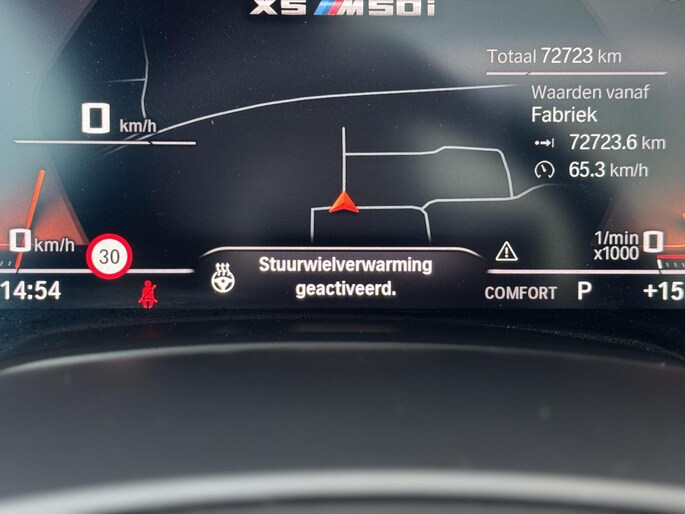 X5 M50i
Totaal 72723 km
Waarden vanaf
Fabriek
72723.6 km
65.3 km/h
0 km/h
0 km/h
30
1/min
x1000
0
Stuurwielverwarming
geactiveerd.
14:54
COMFORT P
+15